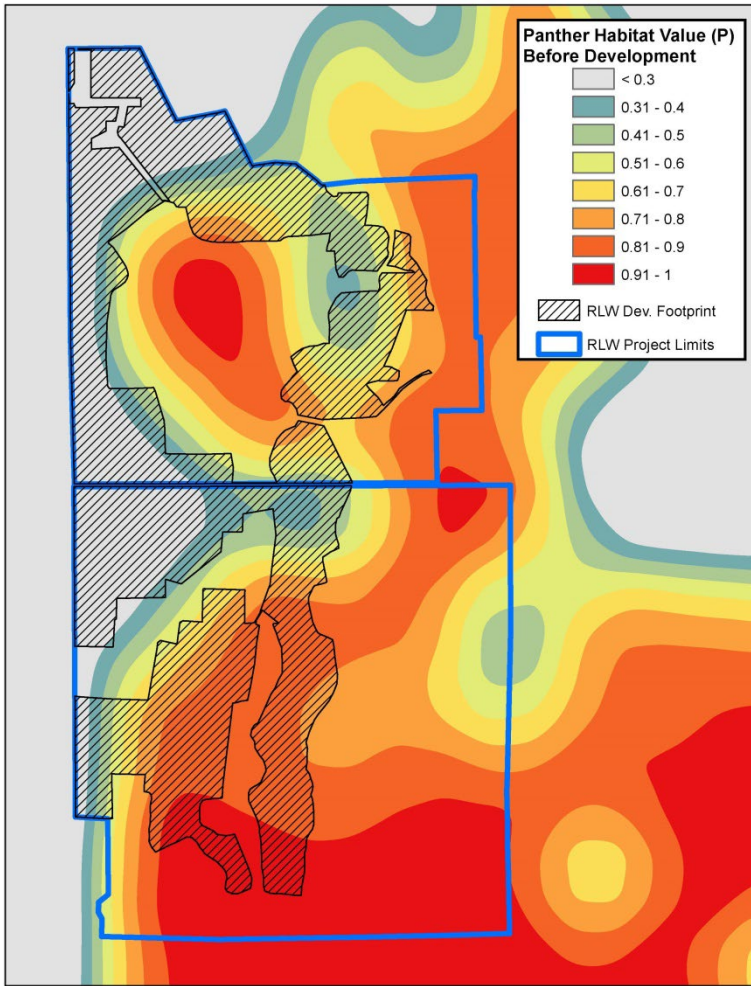 Panther Habitat Value (P)
Before Development
< 0.3
0.31 - 0.4
0.41 - 0.5
0.51 - 0.6
0.61 - 0.7
0.71 - 0.8
0.81 - 0.9
0.91 - 1
RLW Dev. Footprint
RLW Project Limits